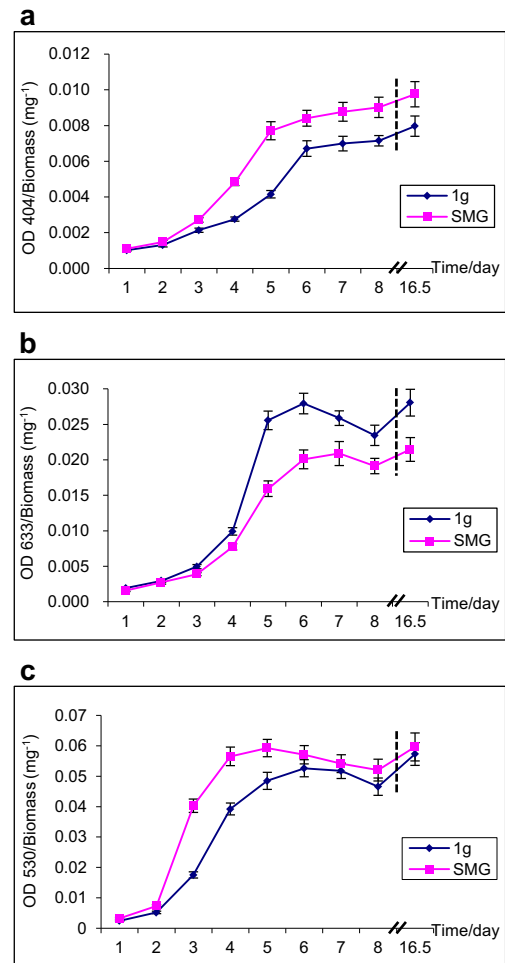 a
OD 404/Biomass (mg⁻¹)
0.012
0.010
0.008
0.006
0.004
0.002
0.000
1g
SMG
Time/day
1 2 3 4 5 6 7 8 16.5
b
OD 633/Biomass (mg⁻¹)
0.030
0.025
0.020
0.015
0.010
0.005
0.000
1g
SMG
Time/day
1 2 3 4 5 6 7 8 16.5
c
OD 530/Biomass (mg⁻¹)
0.07
0.06
0.05
0.04
0.03
0.02
0.01
0
1g
SMG
Time/day
1 2 3 4 5 6 7 8 16.5